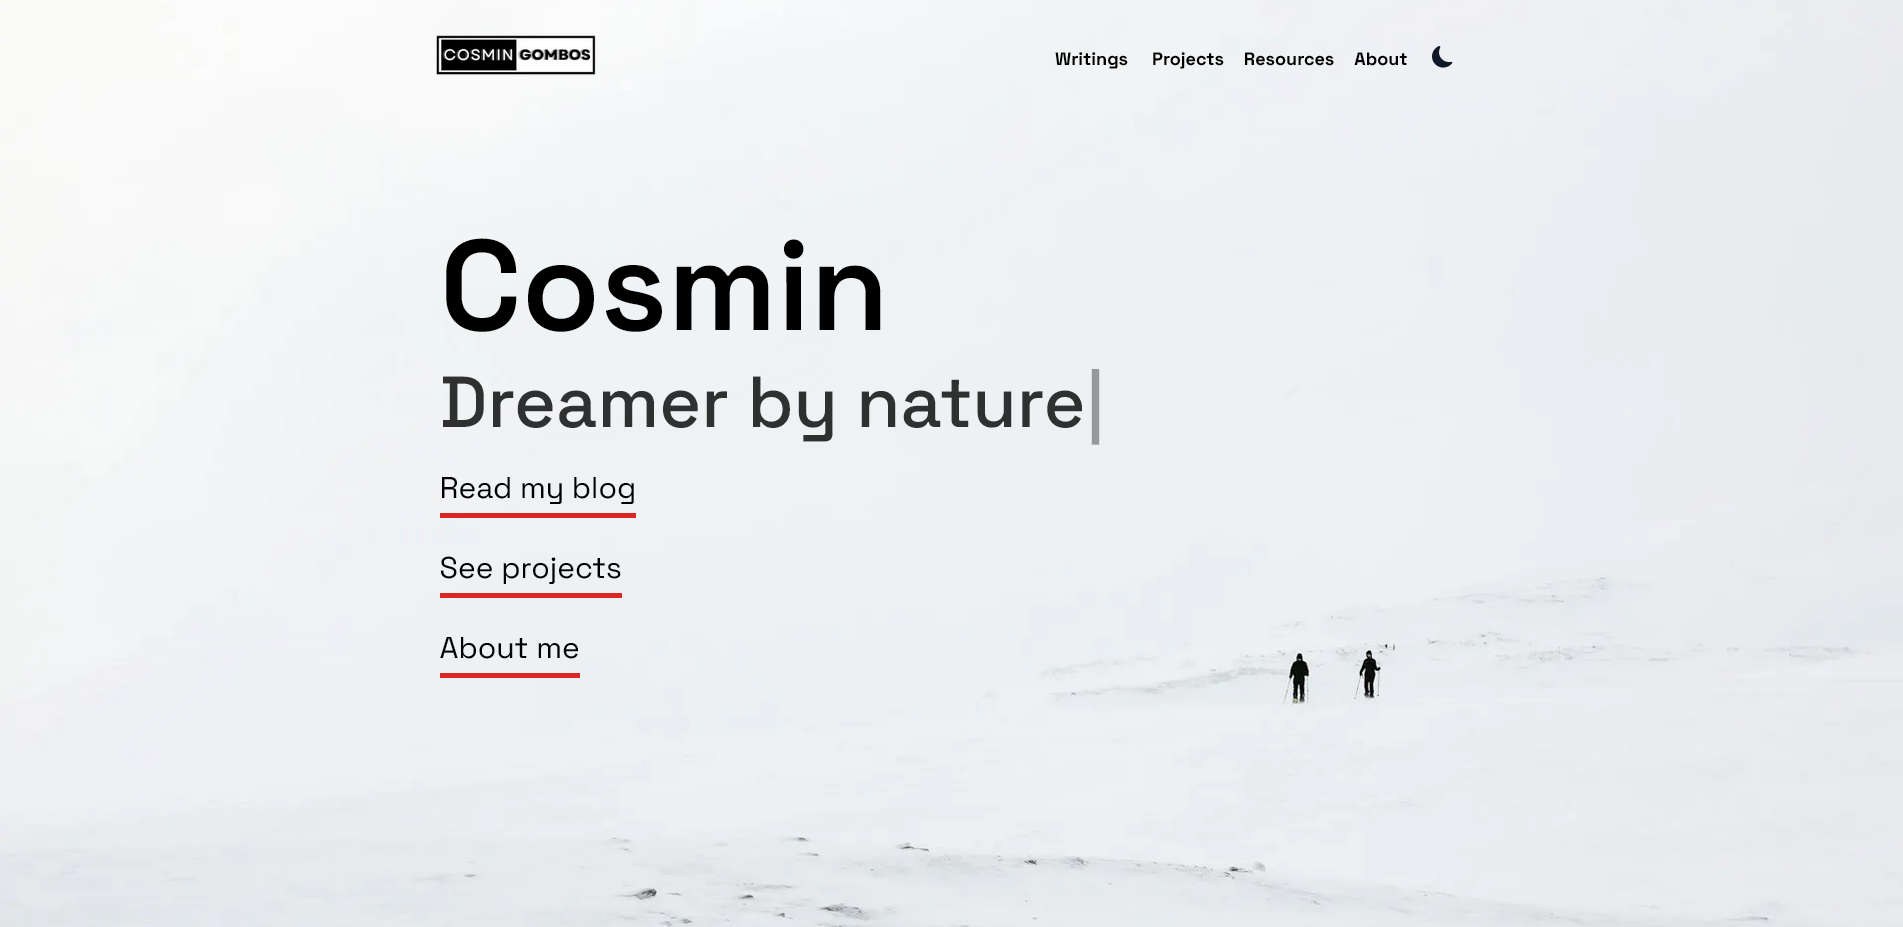 COSMIN GOMBOS
Writings Projects Resources About
Cosmin
Dreamer by nature
Read my blog
See projects
About me